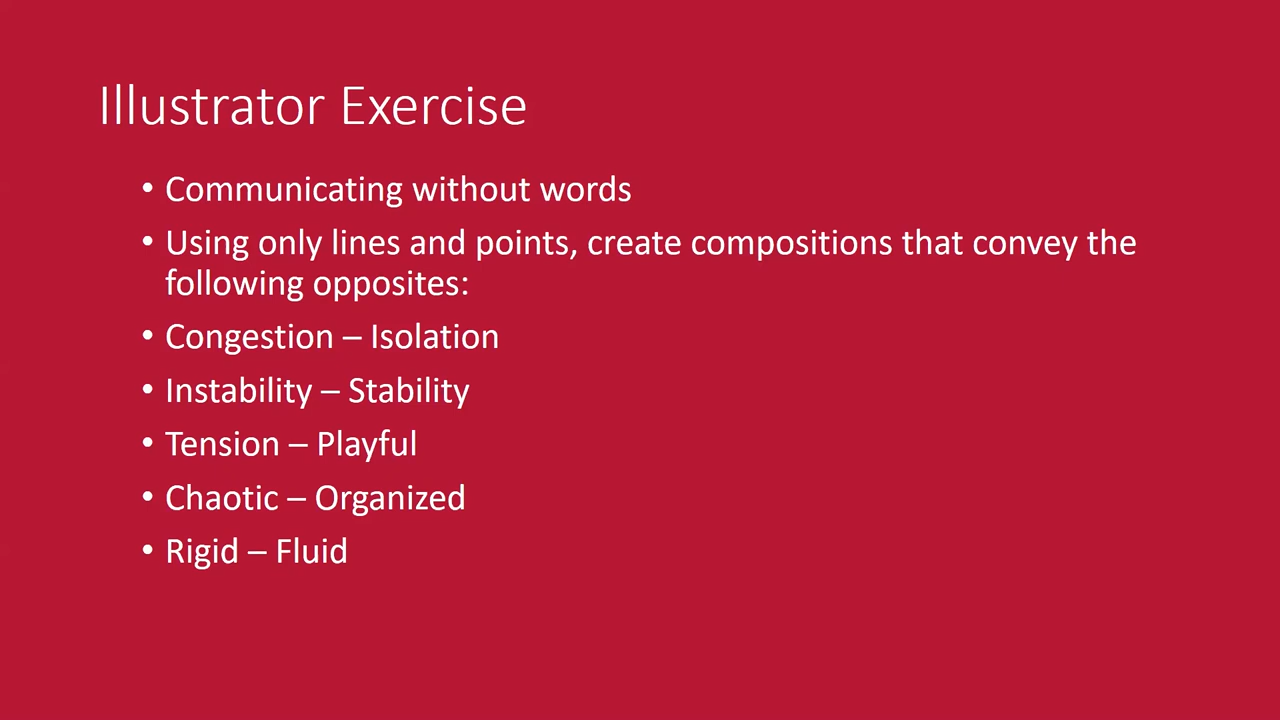 Illustrator Exercise
• Communicating without words
• Using only lines and points, create compositions that convey the
following opposites:
• Congestion – Isolation
• Instability – Stability
• Tension – Playful
• Chaotic – Organized
• Rigid – Fluid